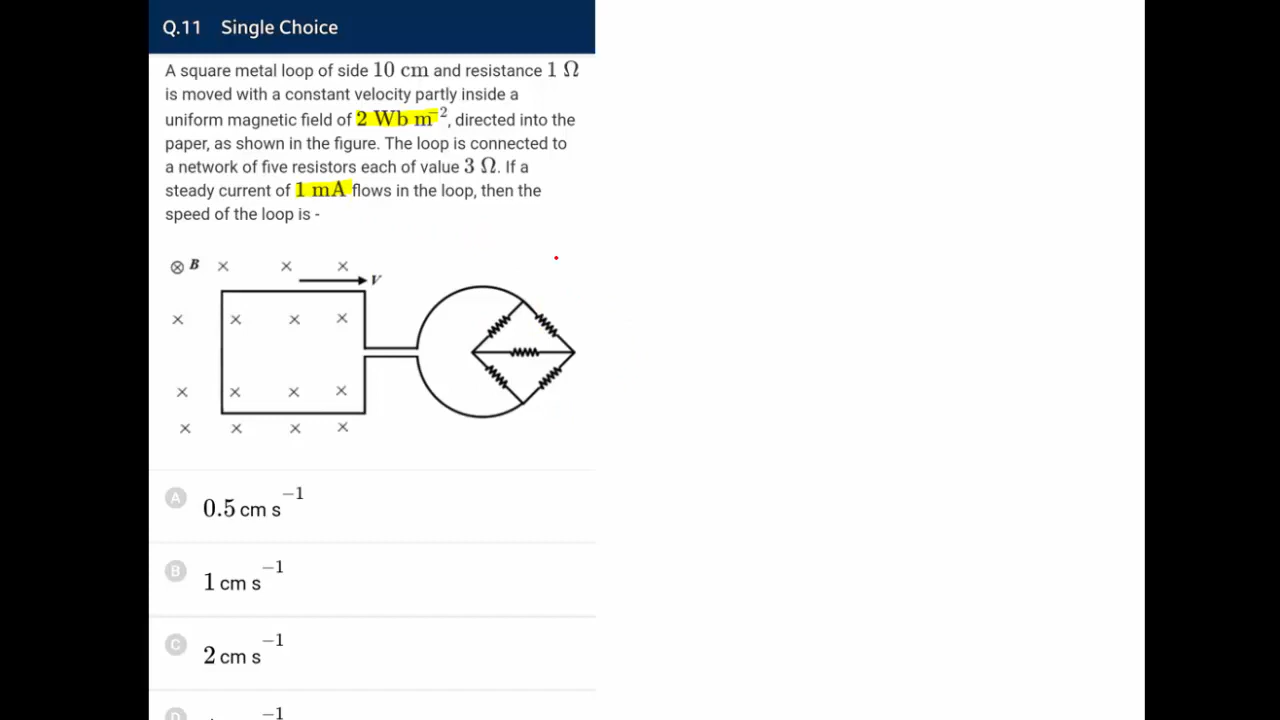 Q.11 Single Choice
A square metal loop of side 10 cm and resistance 1 Ω
is moved with a constant velocity partly inside a
uniform magnetic field of 2 Wb m⁻², directed into the
paper, as shown in the figure. The loop is connected to
a network of five resistors each of value 3 Ω. If a
steady current of 1 mA flows in the loop, then the
speed of the loop is -
⊗ B × × ×
V
× × × ×
× × × ×
× × × ×
A 0.5 cm s⁻¹
B 1 cm s⁻¹
C 2 cm s⁻¹
D −1